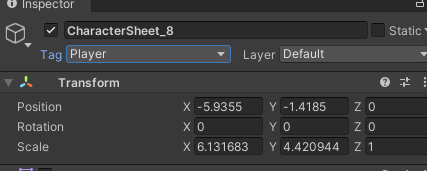 Inspector
CharacterSheet_8 Static
Tag Player Layer Default
Transform
Position X -5.9355 Y -1.4185 Z 0
Rotation X 0 Y 0 Z 0
Scale X 6.131683 Y 4.420944 Z 1